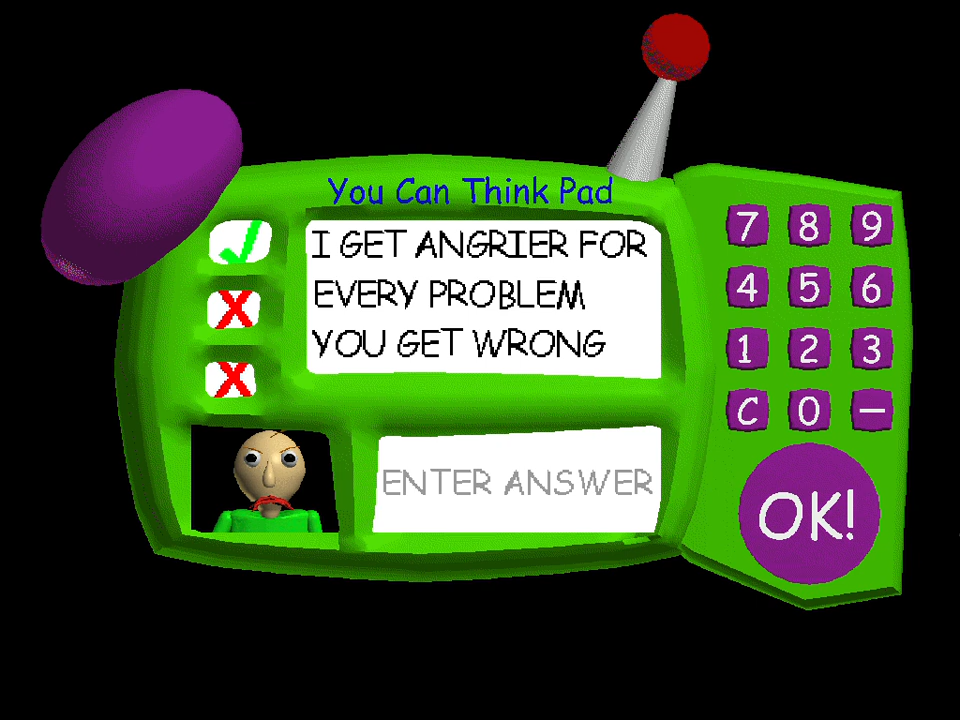 You Can Think Pad
I GET ANGRIER FOR
EVERY PROBLEM
YOU GET WRONG
ENTER ANSWER
7 8 9
4 5 6
1 2 3
C 0 −
OK!